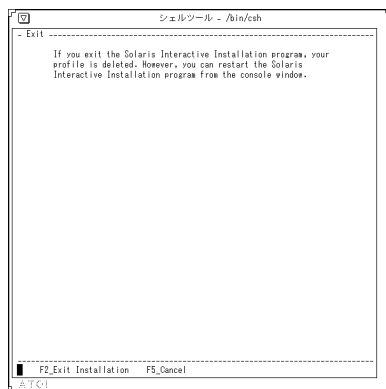 シェルツール - /bin/csh
- Exit
If you exit the Solaris Interactive Installation program, your
profile is deleted. However, you can restart the Solaris
Interactive Installation program from the console window.
F2_Exit Installation F5_Cancel